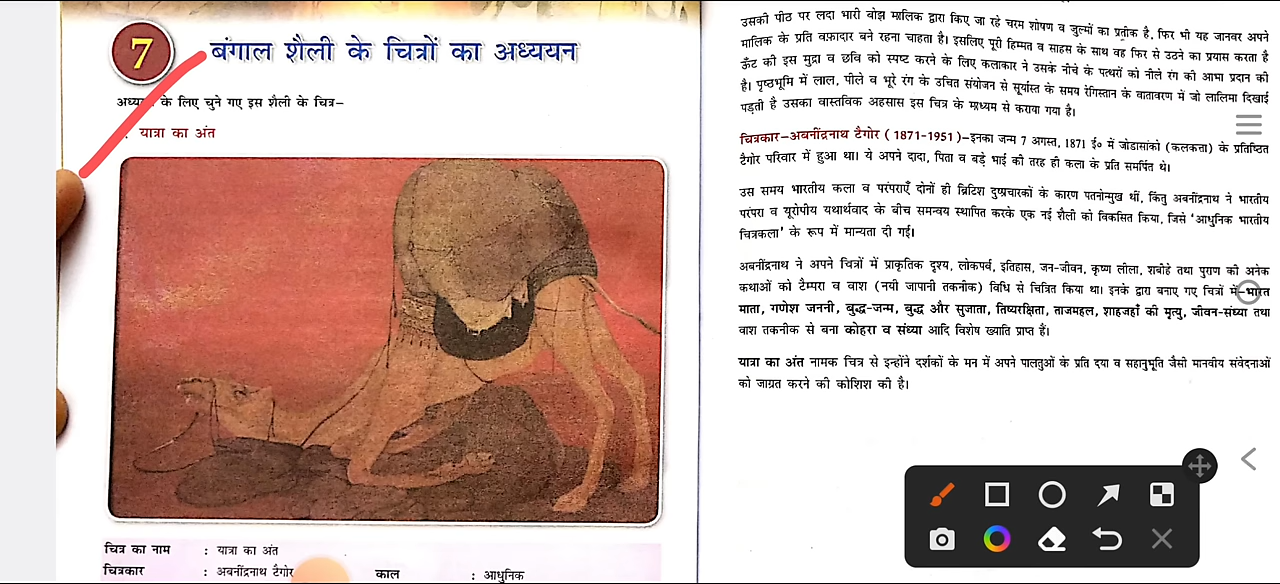 7
बंगाल शैली के चित्रों का अध्ययन
के लिए चुने गए इस शैली के चित्र–
यात्रा का अंत
चित्र का नाम : यात्रा का अंत
चित्रकार : अबनींद्रनाथ टैगोर काल : आधुनिक
उसकी पीठ पर लदा भारी बोझ मालिक द्वारा किए जा रहे चरम शोषण व जुल्मों का प्रतीक है, फिर भी यह जानवर अपने
मालिक के प्रति वफ़ादार बने रहना चाहता है। इसलिए पूरी हिम्मत व साहस के साथ वह फिर से उठने का प्रयास करता है
ऊँट की इस मुद्रा व छवि को स्पष्ट करने के लिए कलाकार ने उसके नीचे के पत्थरों को नीले रंग की आभा प्रदान की
है। पृष्ठभूमि में लाल, पीले व भूरे रंग के उचित संयोजन से सूर्यास्त के समय रेगिस्तान के वातावरण में जो लालिमा दिखाई
पड़ती है उसका वास्तविक अहसास इस चित्र के माध्यम से कराया गया है।
चित्रकार–अबनींद्रनाथ टैगोर ( 1871-1951 )–इनका जन्म 7 अगस्त, 1871 ई० में जोडासांको (कलकत्ता) के प्रतिष्ठित
टैगोर परिवार में हुआ था। ये अपने दादा, पिता व बड़े भाई की तरह ही कला के प्रति समर्पित थे।
उस समय भारतीय कला व परंपराएँ दोनों ही ब्रिटिश दुष्प्रचारकों के कारण पतनोन्मुख थीं, किंतु अबनींद्रनाथ ने भारतीय
परंपरा व यूरोपीय यथार्थवाद के बीच समन्वय स्थापित करके एक नई शैली को विकसित किया, जिसे ‘आधुनिक भारतीय
चित्रकला’ के रूप में मान्यता दी गई।
अबनींद्रनाथ ने अपने चित्रों में प्राकृतिक दृश्य, लोकपर्व, इतिहास, जन-जीवन, कृष्ण लीला, शबीहे तथा पुराण की अनेक
कथाओं को टैम्परा व वाश (नयी जापानी तकनीक) विधि से चित्रित किया था। इनके द्वारा बनाए गए चित्रों में–भारत
माता, गणेश जननी, बुद्ध-जन्म, बुद्ध और सुजाता, तिष्यरक्षिता, ताजमहल, शाहजहाँ की मृत्यु, जीवन-संध्या तथा
वाश तकनीक से बना कोहरा व संध्या आदि विशेष ख्याति प्राप्त हैं।
यात्रा का अंत नामक चित्र से इन्होंने दर्शकों के मन में अपने पालतुओं के प्रति दया व सहानुभूति जैसी मानवीय संवेदनाओं
को जाग्रत करने की कोशिश की है।